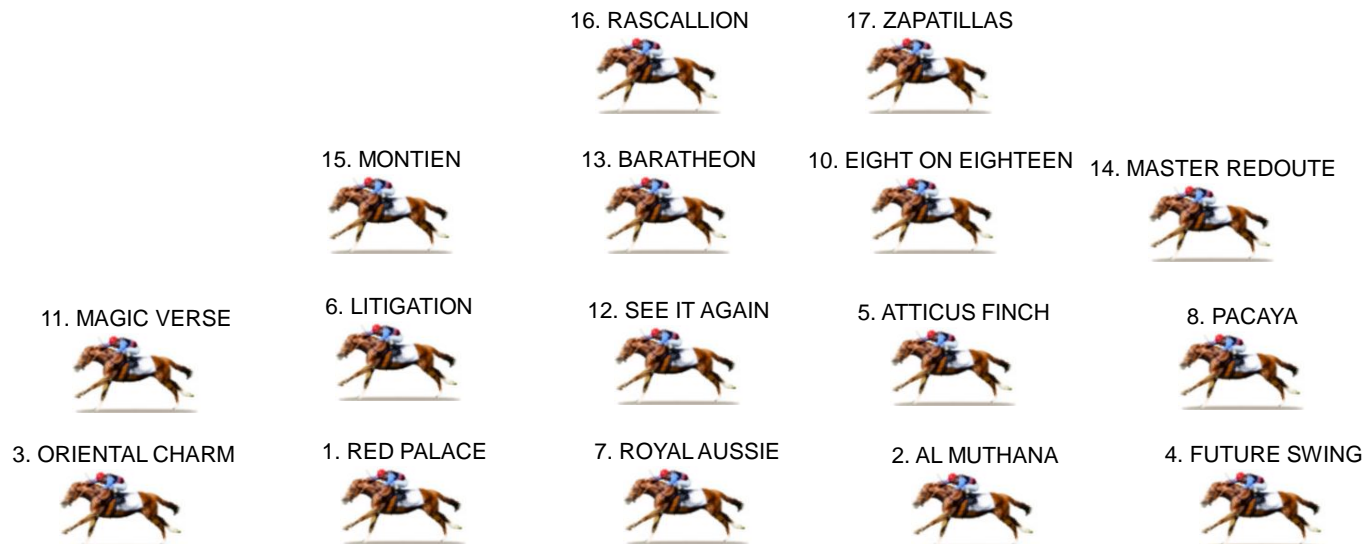 16. RASCALLION
17. ZAPATILLAS
15. MONTIEN
13. BARATHEON
10. EIGHT ON EIGHTEEN
14. MASTER REDOUTE
11. MAGIC VERSE
6. LITIGATION
12. SEE IT AGAIN
5. ATTICUS FINCH
8. PACAYA
3. ORIENTAL CHARM
1. RED PALACE
7. ROYAL AUSSIE
2. AL MUTHANA
4. FUTURE SWING